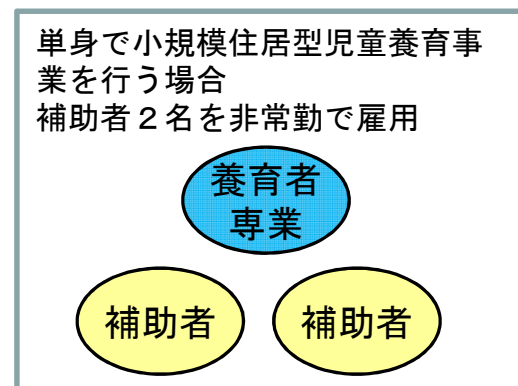 単身で小規模住居型児童養育事
業を行う場合
補助者２名を非常勤で雇用
養育者
専業
補助者
補助者